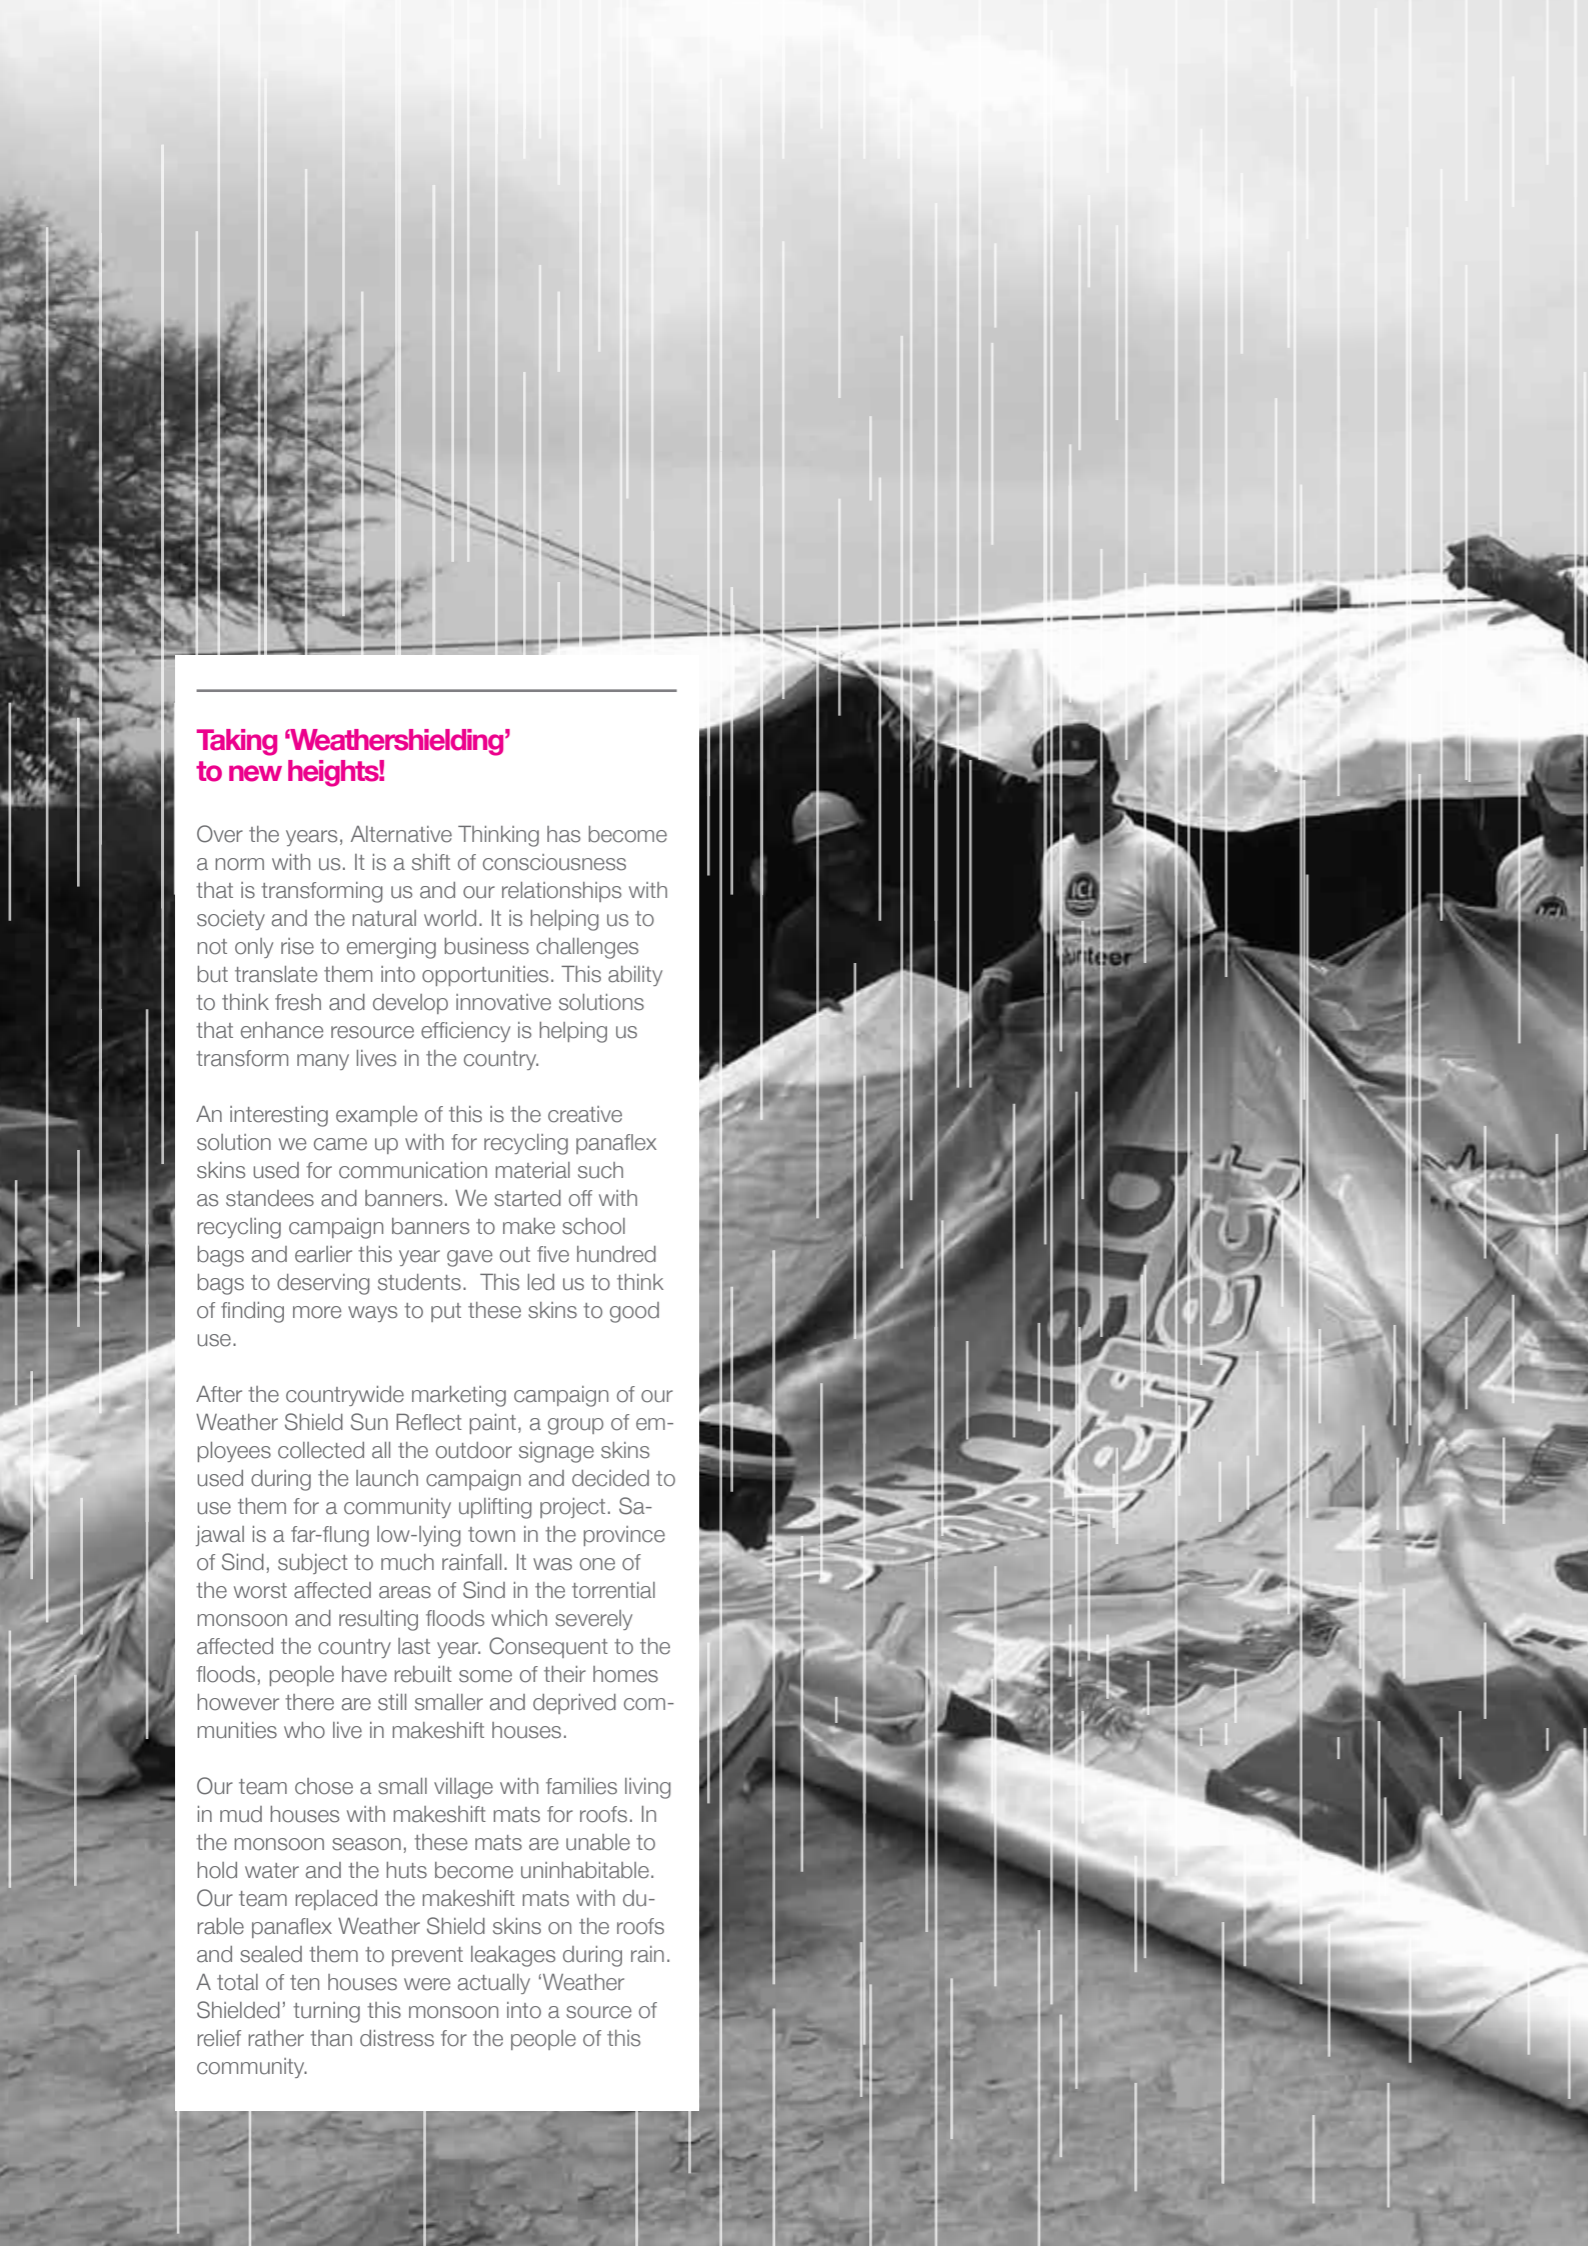 Taking ‘Weathershielding’
to new heights!
Over the years, Alternative Thinking has become
a norm with us. It is a shift of consciousness
that is transforming us and our relationships with
society and the natural world. It is helping us to
not only rise to emerging business challenges
but translate them into opportunities. This ability
to think fresh and develop innovative solutions
that enhance resource efficiency is helping us
transform many lives in the country.
An interesting example of this is the creative
solution we came up with for recycling panaflex
skins used for communication material such
as standees and banners. We started off with
recycling campaign banners to make school
bags and earlier this year gave out five hundred
bags to deserving students.  This led us to think
of finding more ways to put these skins to good
use.
After the countrywide marketing campaign of our
Weather Shield Sun Reflect paint, a group of em-
ployees collected all the outdoor signage skins
used during the launch campaign and decided to
use them for a community uplifting project. Sa-
jawal is a far-flung low-lying town in the province
of Sind, subject to much rainfall. It was one of
the worst affected areas of Sind in the torrential
monsoon and resulting floods which severely
affected the country last year. Consequent to the
floods, people have rebuilt some of their homes
however there are still smaller and deprived com-
munities who live in makeshift houses.
Our team chose a small village with families living
in mud houses with makeshift mats for roofs. In
the monsoon season, these mats are unable to
hold water and the huts become uninhabitable.
Our team replaced the makeshift mats with du-
rable panaflex Weather Shield skins on the roofs
and sealed them to prevent leakages during rain.
A total of ten houses were actually ‘Weather
Shielded’ turning this monsoon into a source of
relief rather than distress for the people of this
community.
ICI
unteer
ICI
ershield
Sun Reflect